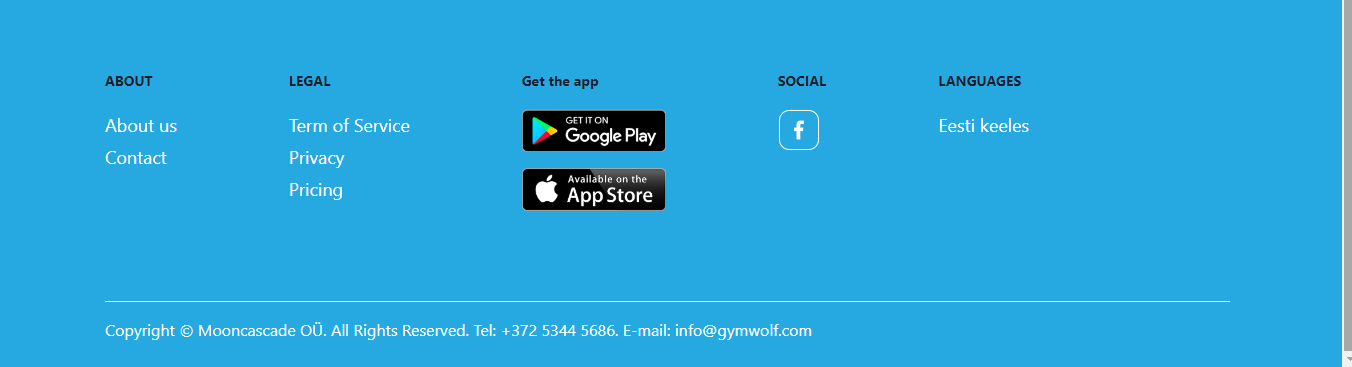 ABOUT
About us
Contact
LEGAL
Term of Service
Privacy
Pricing
Get the app
GET IT ON
Google Play
Available on the
App Store
SOCIAL
LANGUAGES
Eesti keeles
Copyright © Mooncascade OÜ. All Rights Reserved. Tel: +372 5344 5686. E-mail: info@gymwolf.com